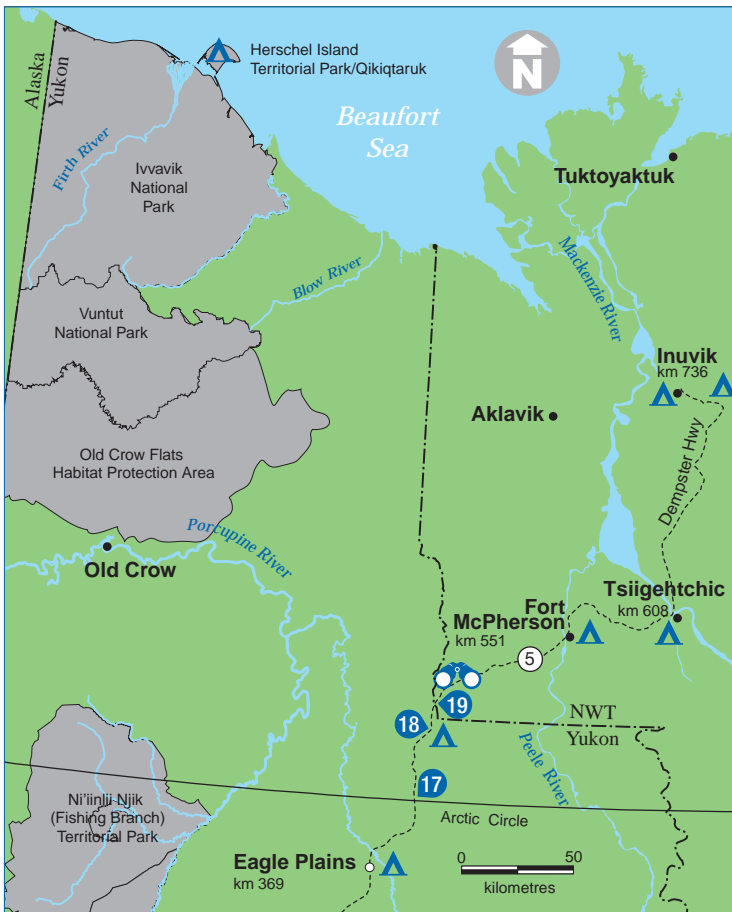 Herschel Island
Territorial Park/Qikiqtaruk
N
Alaska
Yukon
Beaufort
Sea
Firth River
Ivvavik
National
Park
Tuktoyaktuk
Mackenzie River
Blow River
Vuntut
National Park
Inuvik
km 736
Aklavik
Old Crow Flats
Habitat Protection Area
Dempster Hwy
Porcupine River
Old Crow
Tsiigehtchic
km 608
Fort
McPherson
km 551
5
19
18
NWT
Yukon
Peele River
17
Ni'iinlii Njik
(Fishing Branch)
Territorial Park
Arctic Circle
Eagle Plains
km 369
0 50
kilometres